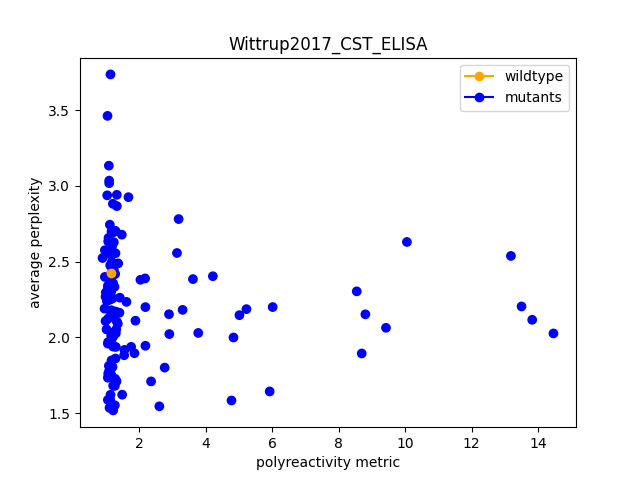 Wittrup2017_CST_ELISA
wildtype
mutants
3.5
3.0
2.5
2.0
1.5
average perplexity
2 4 6 8 10 12 14
polyreactivity metric